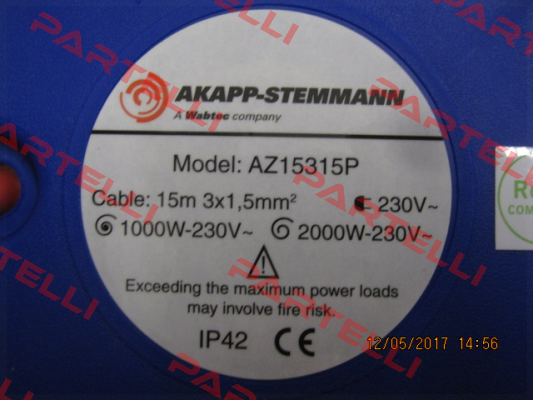 AKAPP-STEMMANN
A Wabtec company
Model: AZ15315P
Cable: 15m 3x1,5mm² 230V~
1000W-230V~ 2000W-230V~
Exceeding the maximum power loads
may involve fire risk.
IP42 CE
12/05/2017 14:56
PARTELLI
PARTELLI
PARTELLI
PARTELLI
PARTELLI